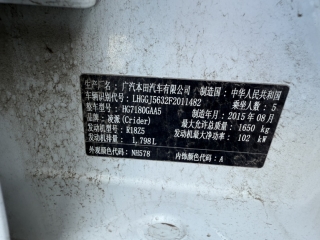 生产厂名: 广汽本田汽车有限公司 制造国: 中华人民共和国
车辆识别代号: LHGGJ5632F2011482 乘坐人数: 5
整车型号: HG7180GAA5 制造年月: 2015年08月
品牌: 凌派(Crider) 最大允许总质量: 1650 kg
发动机型号: R18Z5 发动机最大净功率: 102 kW
发动机排量: 1,798L
外观颜色代码: NH578 内饰颜色代码: A